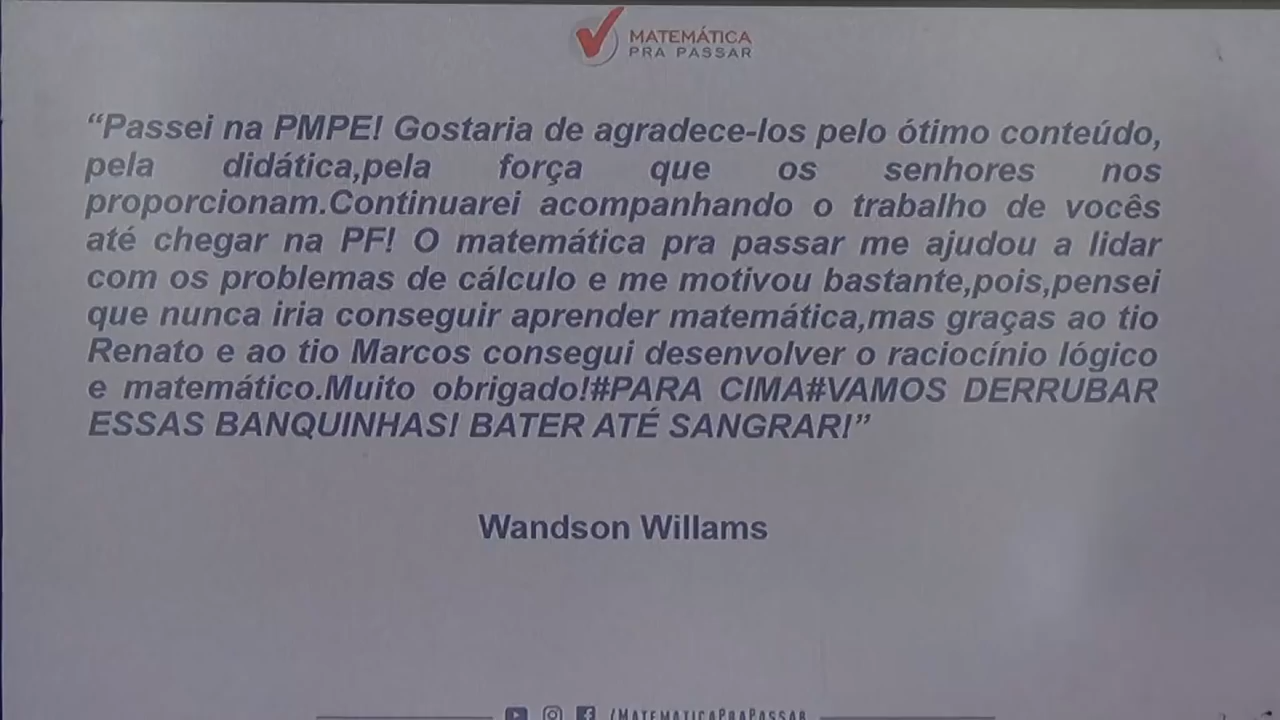 MATEMÁTICA
PRA PASSAR
“Passei na PMPE! Gostaria de agradece-los pelo ótimo conteúdo,
pela didática,pela força que os senhores nos
proporcionam.Continuarei acompanhando o trabalho de vocês
até chegar na PF! O matemática pra passar me ajudou a lidar
com os problemas de cálculo e me motivou bastante,pois,pensei
que nunca iria conseguir aprender matemática,mas graças ao tio
Renato e ao tio Marcos consegui desenvolver o raciocínio lógico
e matemático.Muito obrigado!#PARA CIMA#VAMOS DERRUBAR
ESSAS BANQUINHAS! BATER ATÉ SANGRAR!”
Wandson Willams
/MATEMATICAPRAPASSAR